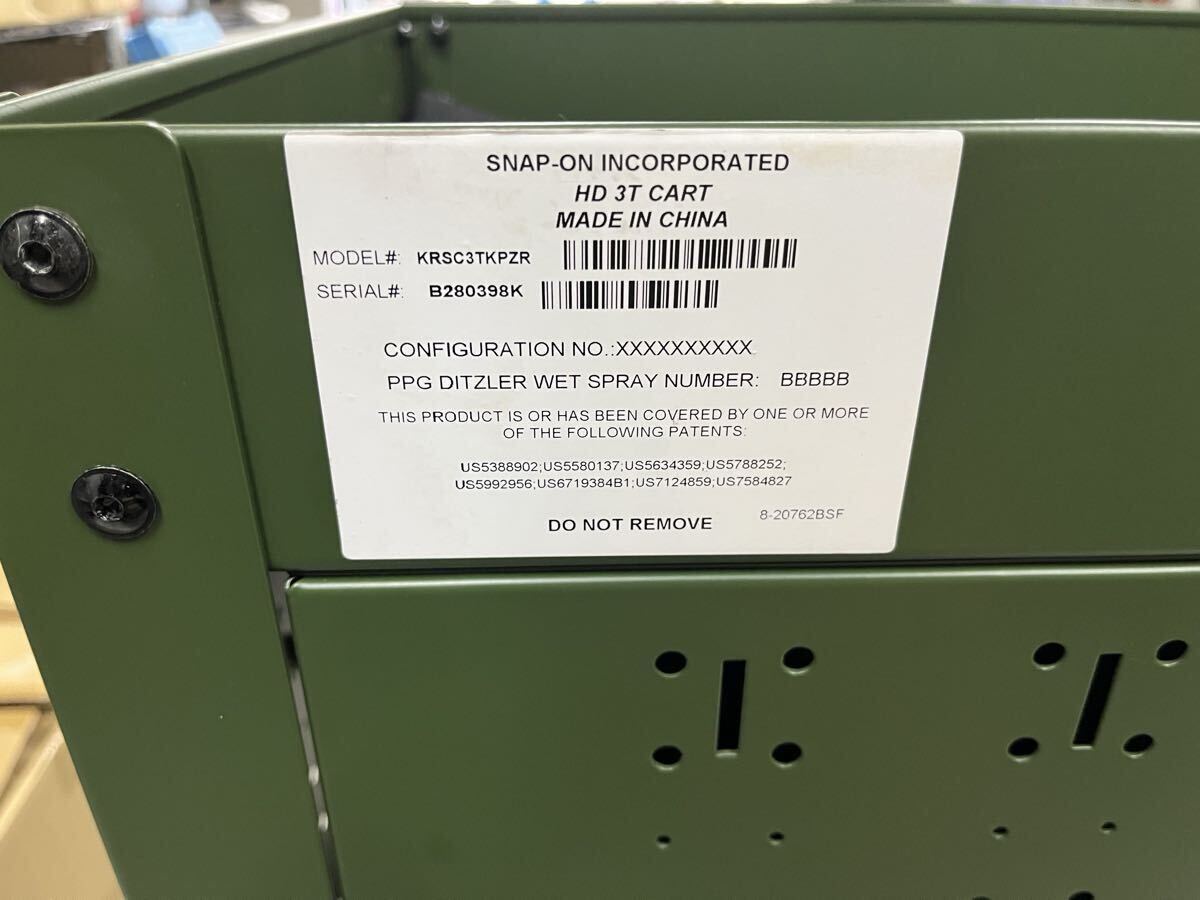 SNAP-ON INCORPORATED
HD 3T CART
MADE IN CHINA
MODEL#: KRSC3TKPZR
SERIAL#: B280398K
CONFIGURATION NO.:XXXXXXXXXX
PPG DITZLER WET SPRAY NUMBER: BBBBB
THIS PRODUCT IS OR HAS BEEN COVERED BY ONE OR MORE
OF THE FOLLOWING PATENTS:
US5388902;US5580137;US5634359;US5788252;
US5992956;US6719384B1;US7124859;US7584827
DO NOT REMOVE 8-20762BSF